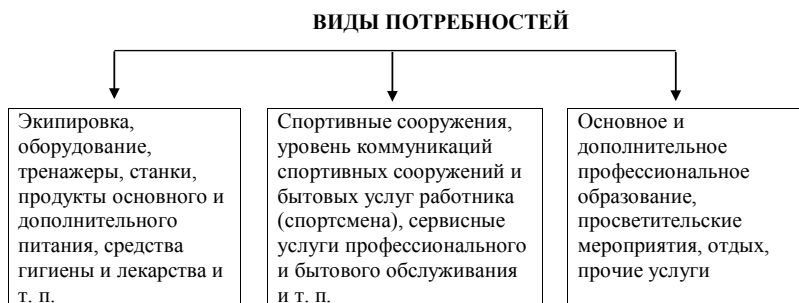 ВИДЫ ПОТРЕБНОСТЕЙ
Экипировка,
оборудование,
тренажеры, станки,
продукты основного и
дополнительного
питания, средства
гигиены и лекарства и
т. п.
Спортивные сооружения,
уровень коммуникаций
спортивных сооружений и
бытовых услуг работника
(спортсмена), сервисные
услуги профессионального
и бытового обслуживания
и т. п.
Основное и
дополнительное
профессиональное
образование,
просветительские
мероприятия, отдых,
прочие услуги